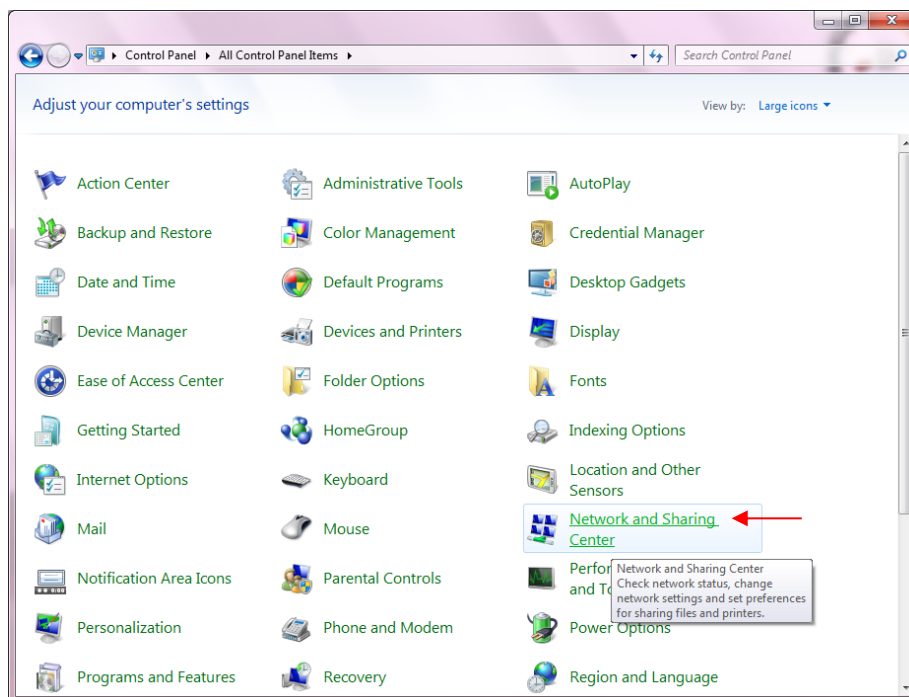 Control Panel All Control Panel Items Search Control Panel
Adjust your computer's settings View by: Large icons
Action Center Administrative Tools AutoPlay
Backup and Restore Color Management Credential Manager
Date and Time Default Programs Desktop Gadgets
Device Manager Devices and Printers Display
Ease of Access Center Folder Options Fonts
Getting Started HomeGroup Indexing Options
Internet Options Keyboard Location and Other
Sensors
Mail Mouse Network and Sharing
Center
Notification Area Icons Parental Controls
Network and Sharing Center
Check network status, change
network settings and set preferences
for sharing files and printers.
Personalization Phone and Modem Power Options
Programs and Features Recovery Region and Language